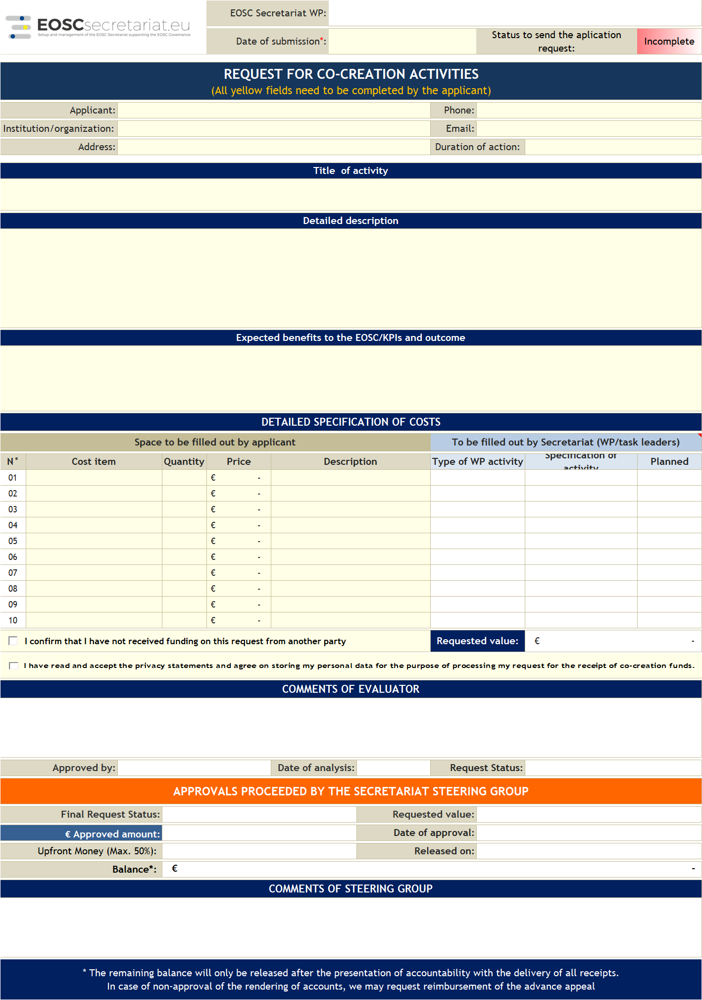 EOSCsecretariat.eu
Setup and management of the EOSC Secretariat supporting the EOSC Governance
EOSC Secretariat WP:
Date of submission*:
Status to send the aplication
request:
Incomplete
REQUEST FOR CO-CREATION ACTIVITIES
(All yellow fields need to be completed by the applicant)
Applicant:
Phone:
Institution/organization:
Email:
Address:
Duration of action:
Title of activity
Detailed description
Expected benefits to the EOSC/KPIs and outcome
DETAILED SPECIFICATION OF COSTS
Space to be filled out by applicant
To be filled out by Secretariat (WP/task leaders)
N° Cost item Quantity Price Description Type of WP activity Specification of activity Planned
01 € -
02 € -
03 € -
04 € -
05 € -
06 € -
07 € -
08 € -
09 € -
10 € -
I confirm that I have not received funding on this request from another party
Requested value: € -
I have read and accept the privacy statements and agree on storing my personal data for the purpose of processing my request for the receipt of co-creation funds.
COMMENTS OF EVALUATOR
Approved by:
Date of analysis:
Request Status:
APPROVALS PROCEEDED BY THE SECRETARIAT STEERING GROUP
Final Request Status:
Requested value:
€ Approved amount:
Date of approval:
Upfront Money (Max. 50%):
Released on:
Balance*: € -
COMMENTS OF STEERING GROUP
* The remaining balance will only be released after the presentation of accountability with the delivery of all receipts.
In case of non-approval of the rendering of accounts, we may request reimbursement of the advance appeal